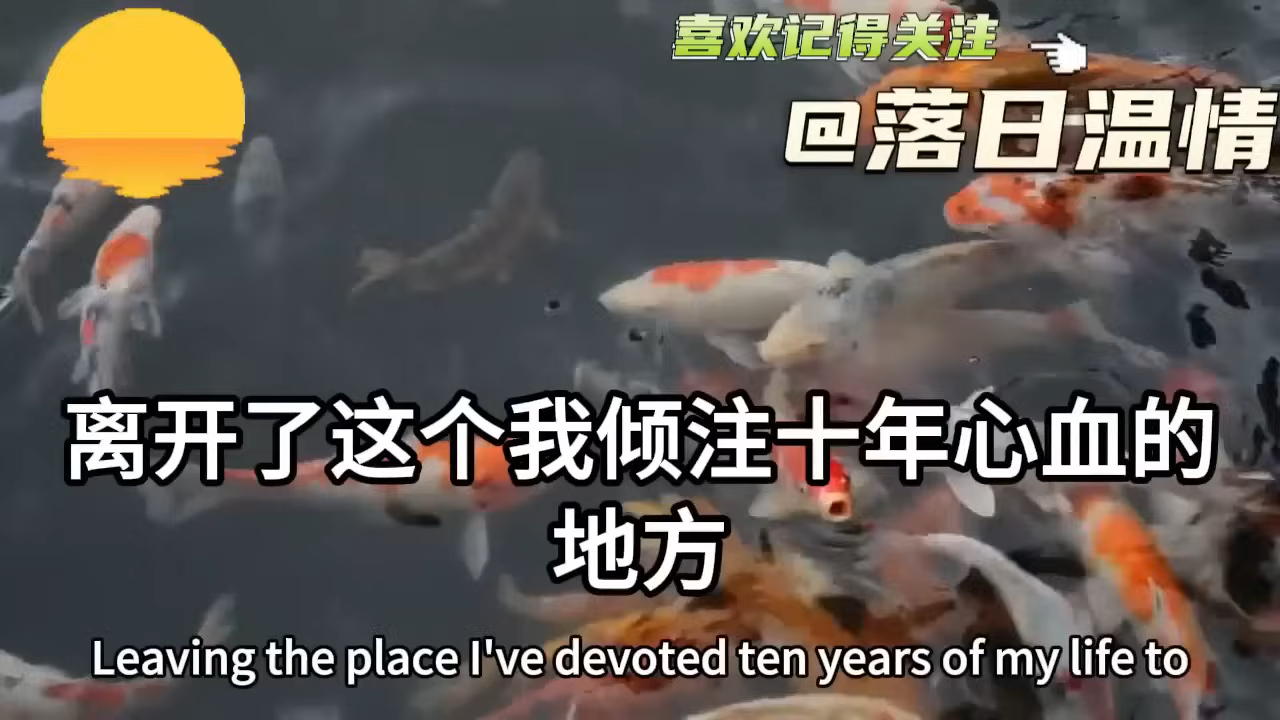 喜欢记得关注
@落日温情
离开了这个我倾注十年心血的
地方
Leaving the place I've devoted ten years of my life to